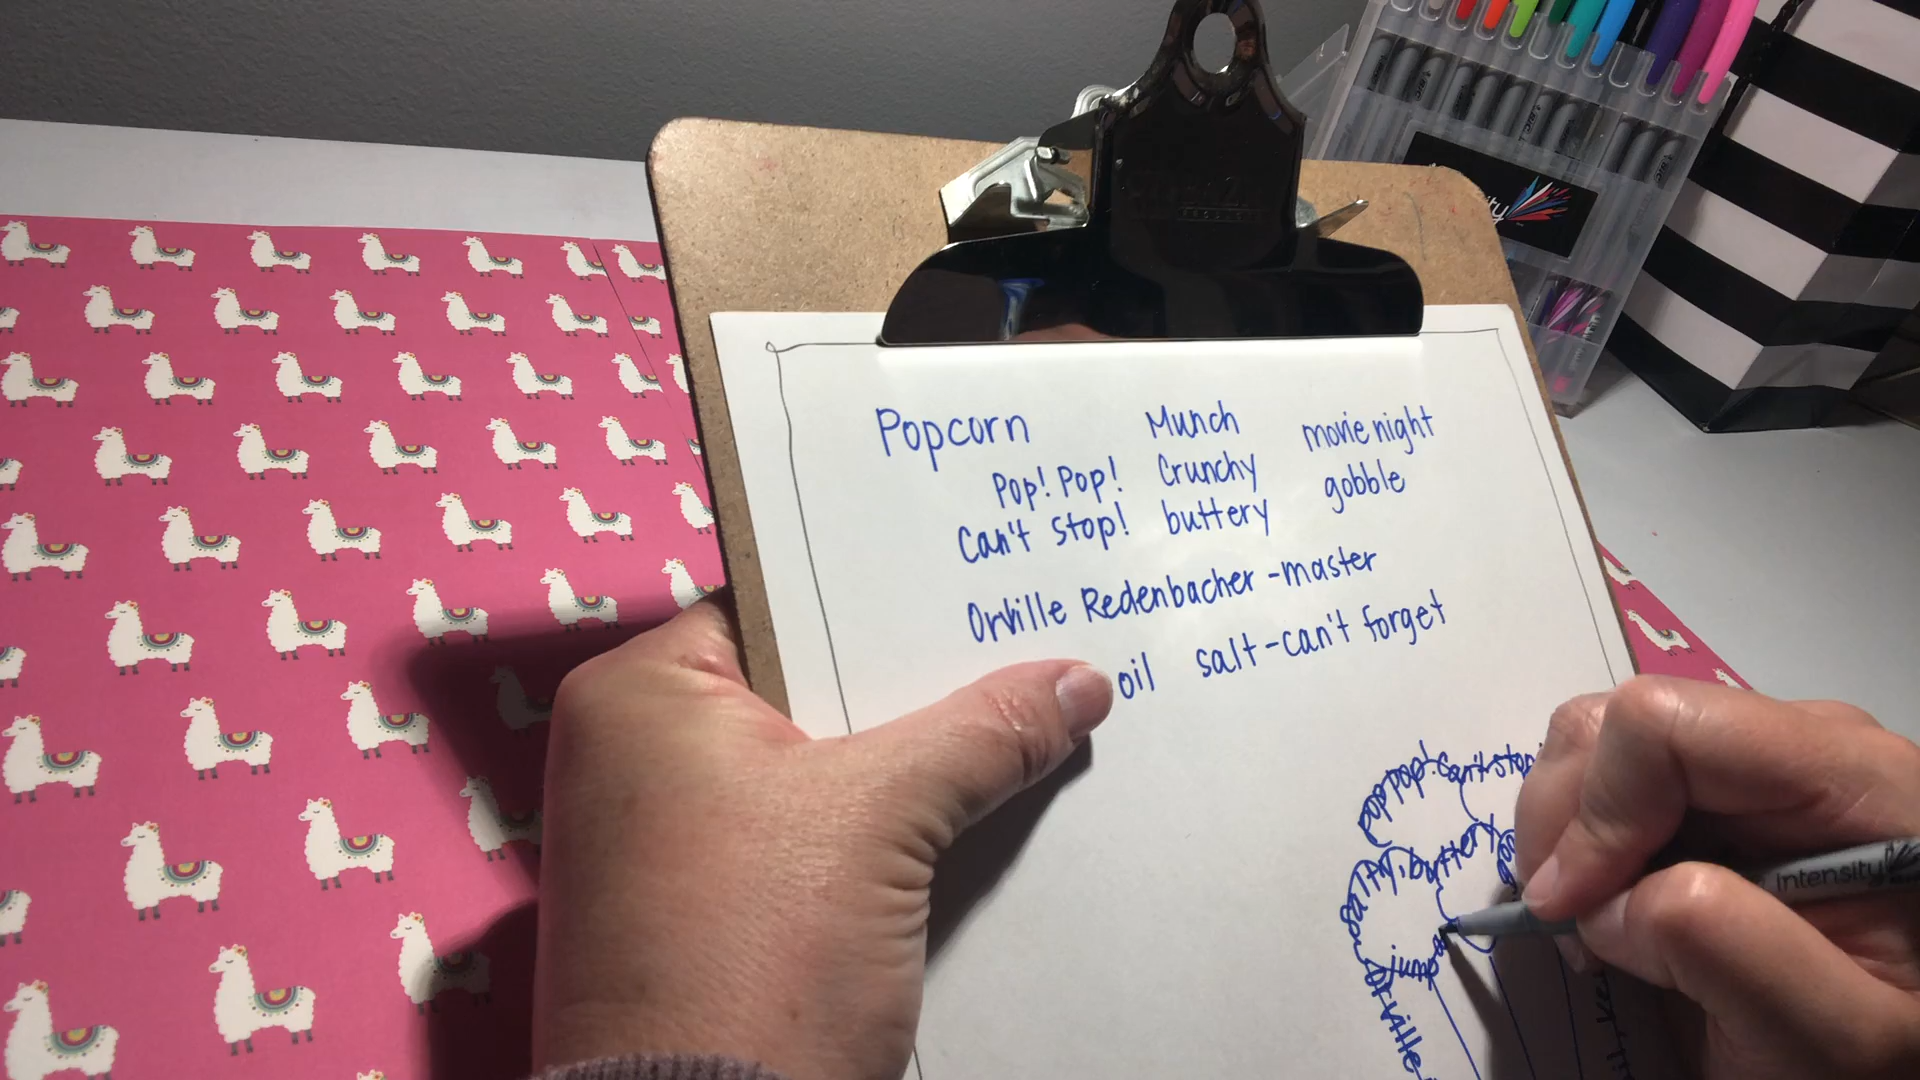 Popcorn
Munch
movie night
Pop! Pop!
Crunchy
gobble
Can't stop!
buttery
Orville Redenbacher - master
oil
salt - can't forget
pop pop! Can't stop
salty, buttery
jump
Orville
Intensity